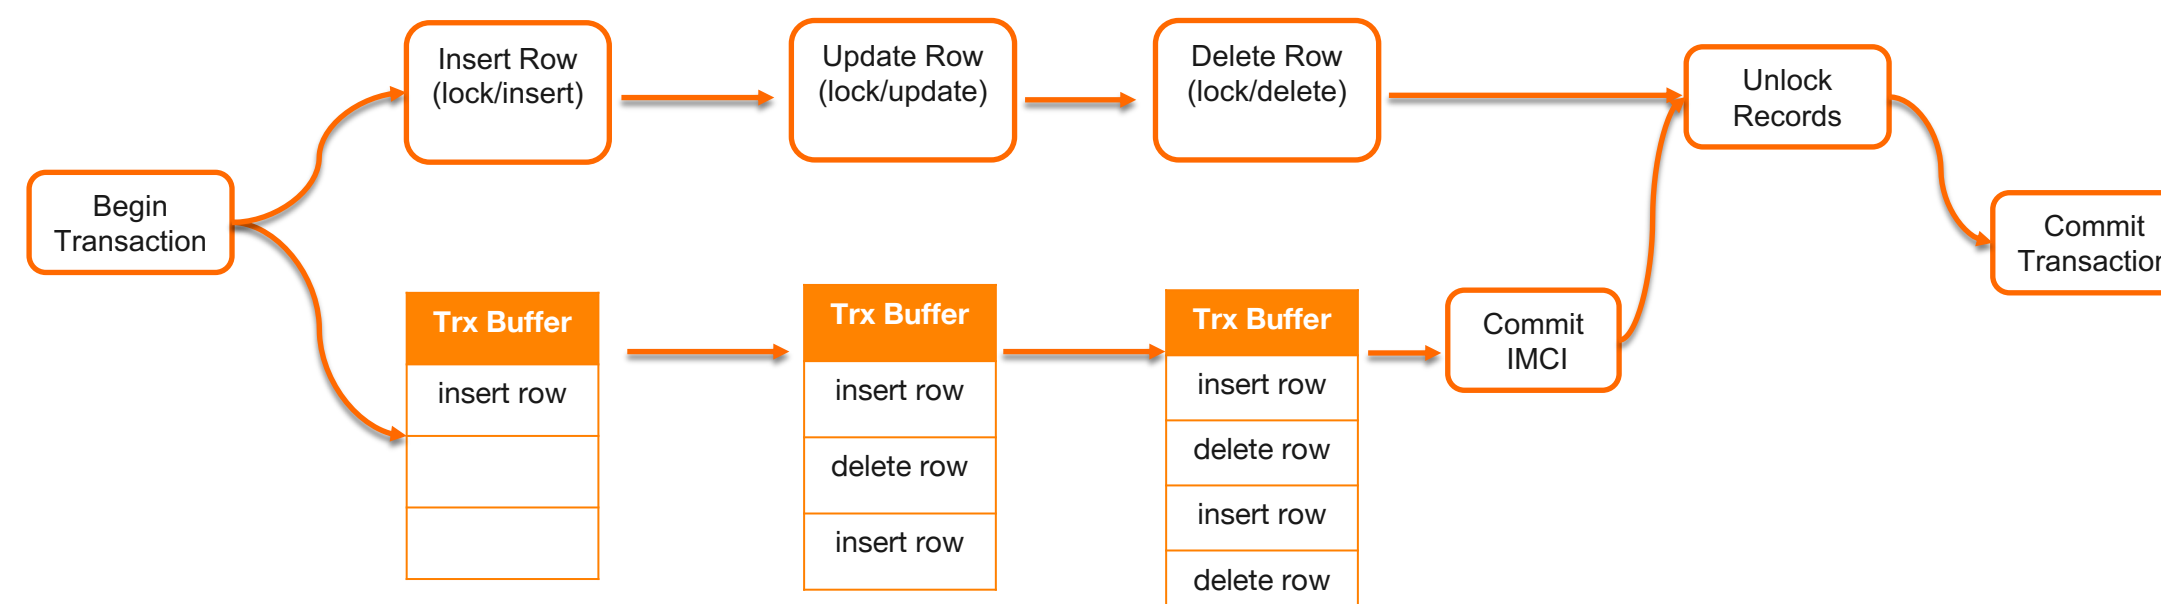 Insert Row
(lock/insert)
Update Row
(lock/update)
Delete Row
(lock/delete)
Unlock
Records
Begin
Transaction
Commit
Transaction
Trx Buffer
insert row
Trx Buffer
insert row
delete row
insert row
Trx Buffer
insert row
delete row
insert row
delete row
Commit
IMCI